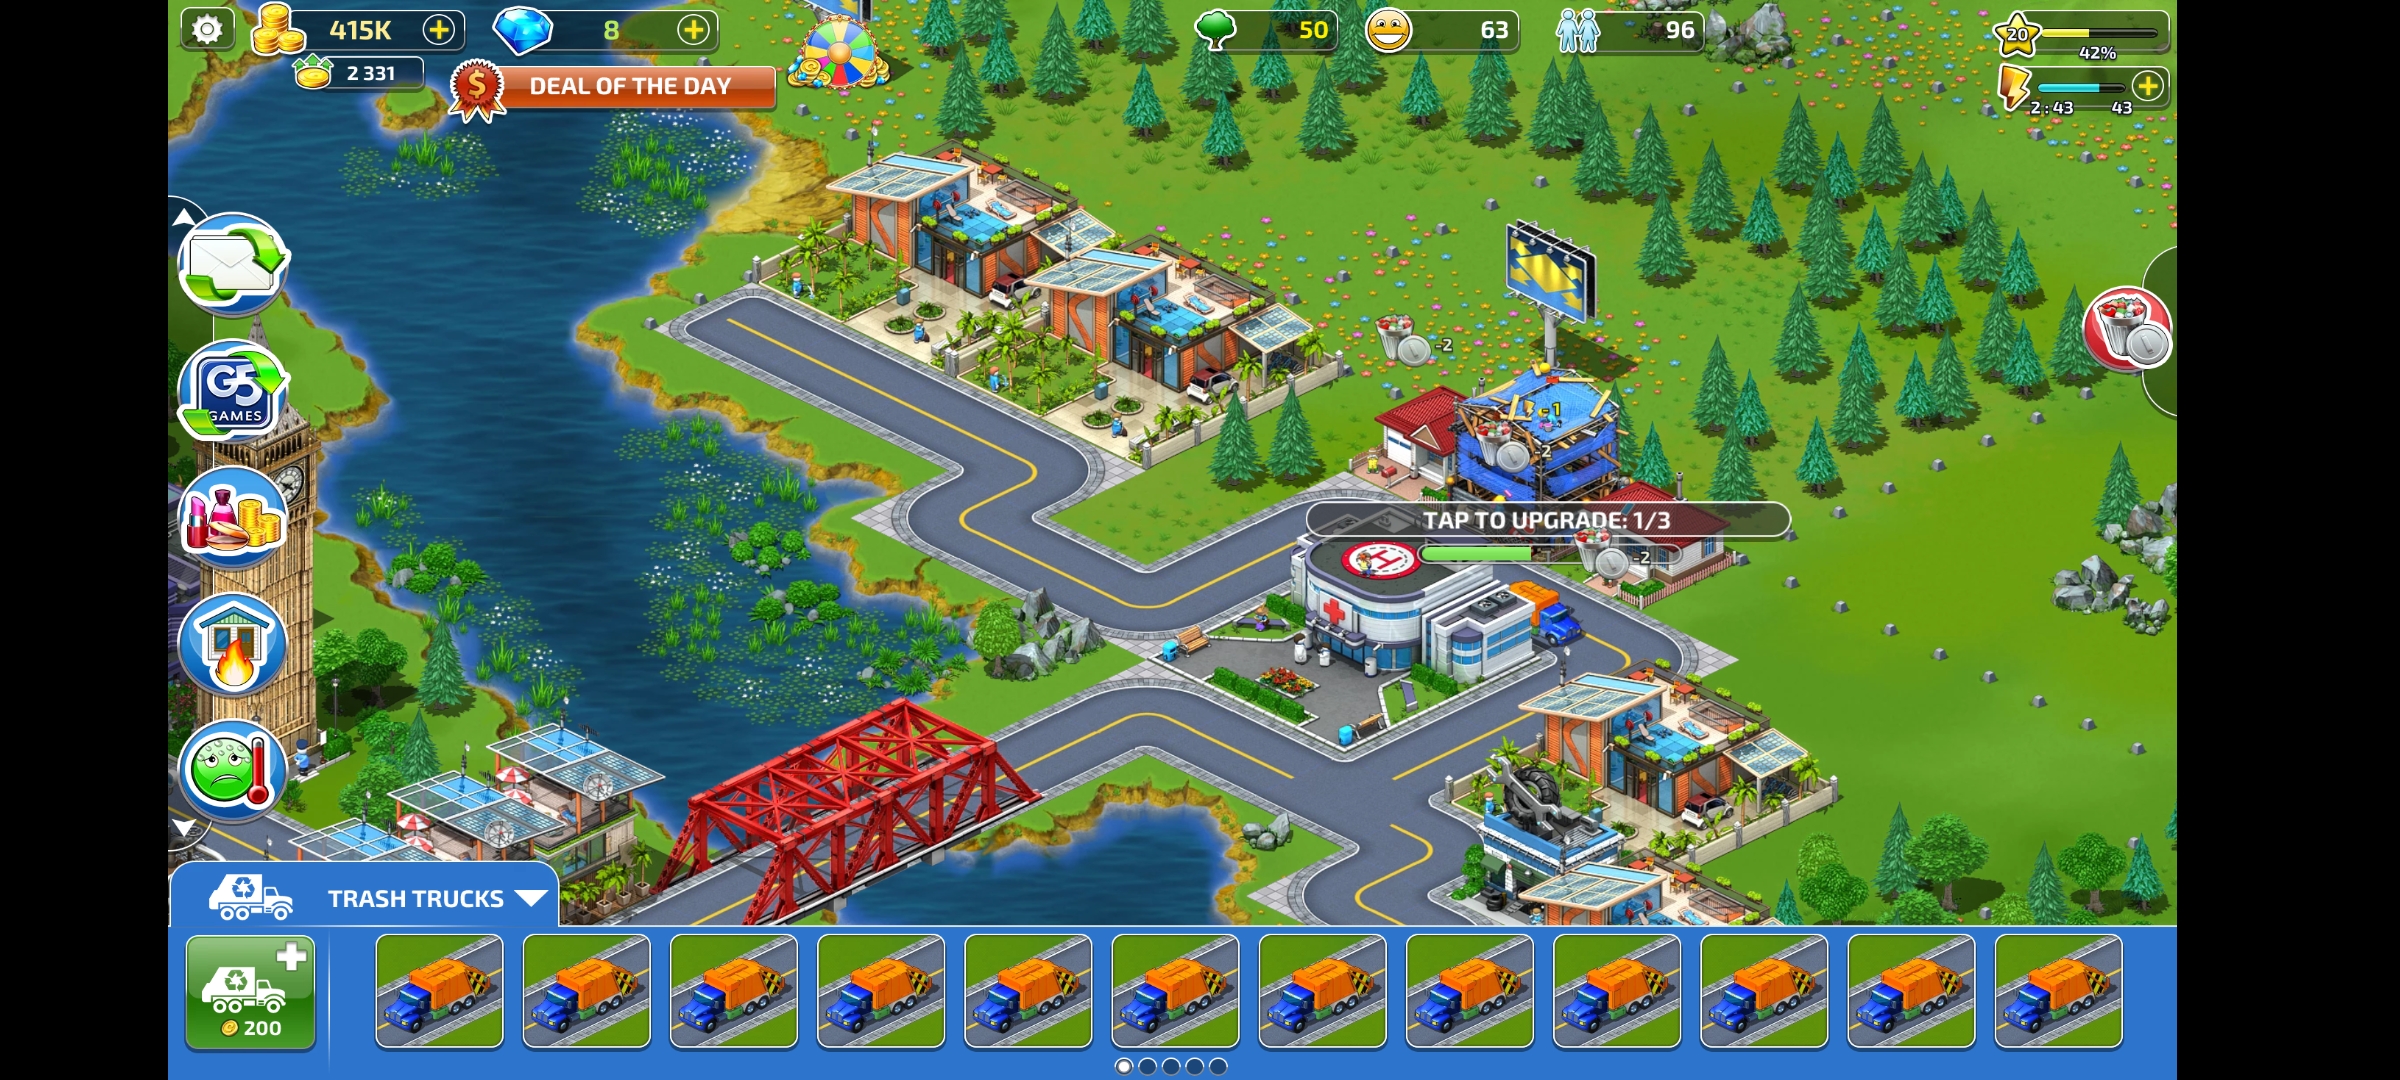 415K
8
50
63
96
20
42%
2 331
DEAL OF THE DAY
2:43
43
-2
-1
-2
G5
GAMES
TAP TO UPGRADE: 1/3
-2
H
TRASH TRUCKS
200